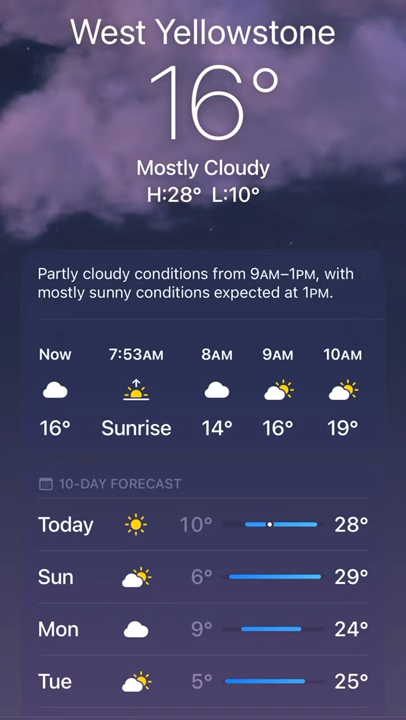 West Yellowstone
16°
Mostly Cloudy
H:28° L:10°
Partly cloudy conditions from 9AM–1PM, with
mostly sunny conditions expected at 1PM.
Now 7:53AM 8AM 9AM 10AM
16° Sunrise 14° 16° 19°
10-DAY FORECAST
Today 10° 28°
Sun 6° 29°
Mon 9° 24°
Tue 5° 25°